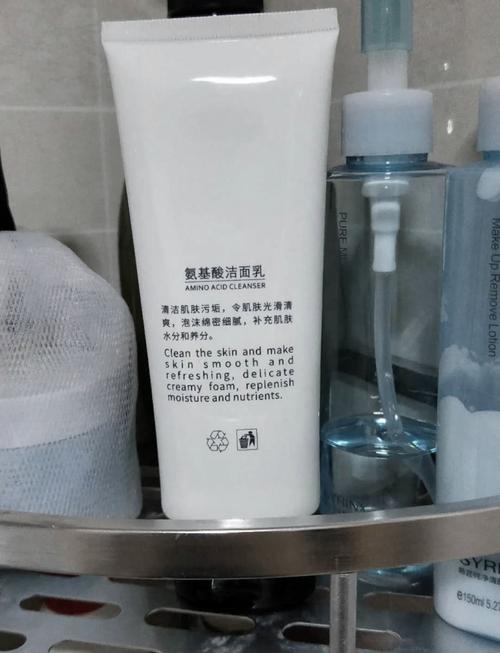 氨基酸洁面乳
AMINO ACID CLEANSER
清洁肌肤污垢，令肌肤光滑清
爽，泡沫绵密细腻，补充肌肤
水分和养分。
Clean the skin and make
skin smooth and
refreshing, delicate
creamy foam, replenish
moisture and nutrients.
PURE
Make Up Remove Lotion
℮150ml